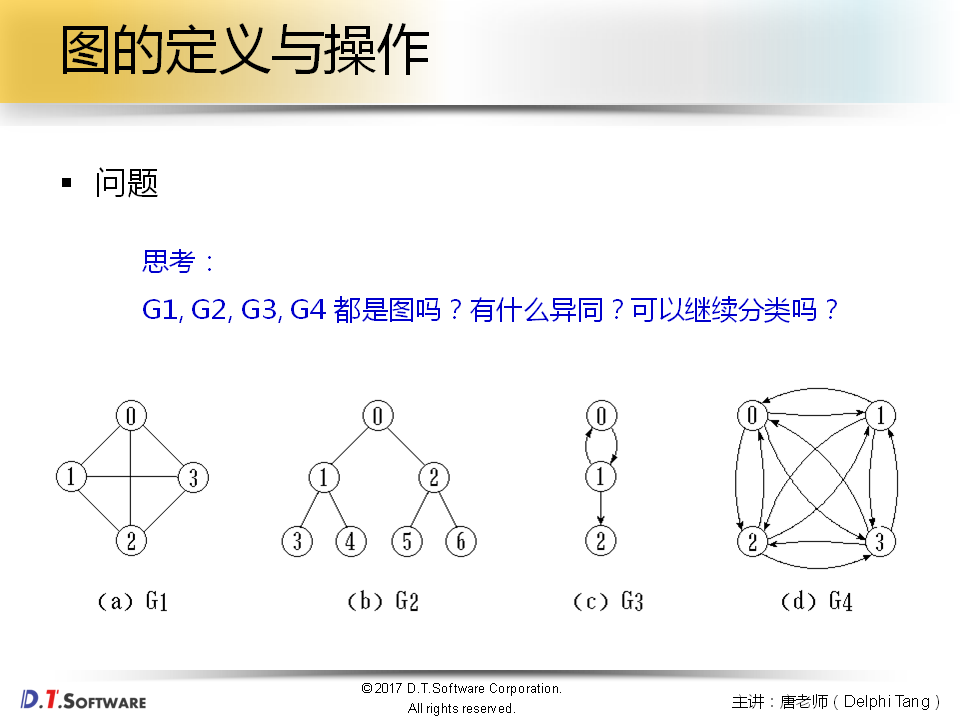 图的定义与操作
▪ 问题
思考：
G1, G2, G3, G4 都是图吗？有什么异同？可以继续分类吗？
0 0 0 0 1
1 3 1 2 1
2 3 4 5 6 2 2 3
（a）G1 （b）G2 （c）G3 （d）G4
D.T.SOFTWARE
©2017 D.T.Software Corporation.
All rights reserved.
主讲：唐老师（Delphi Tang）